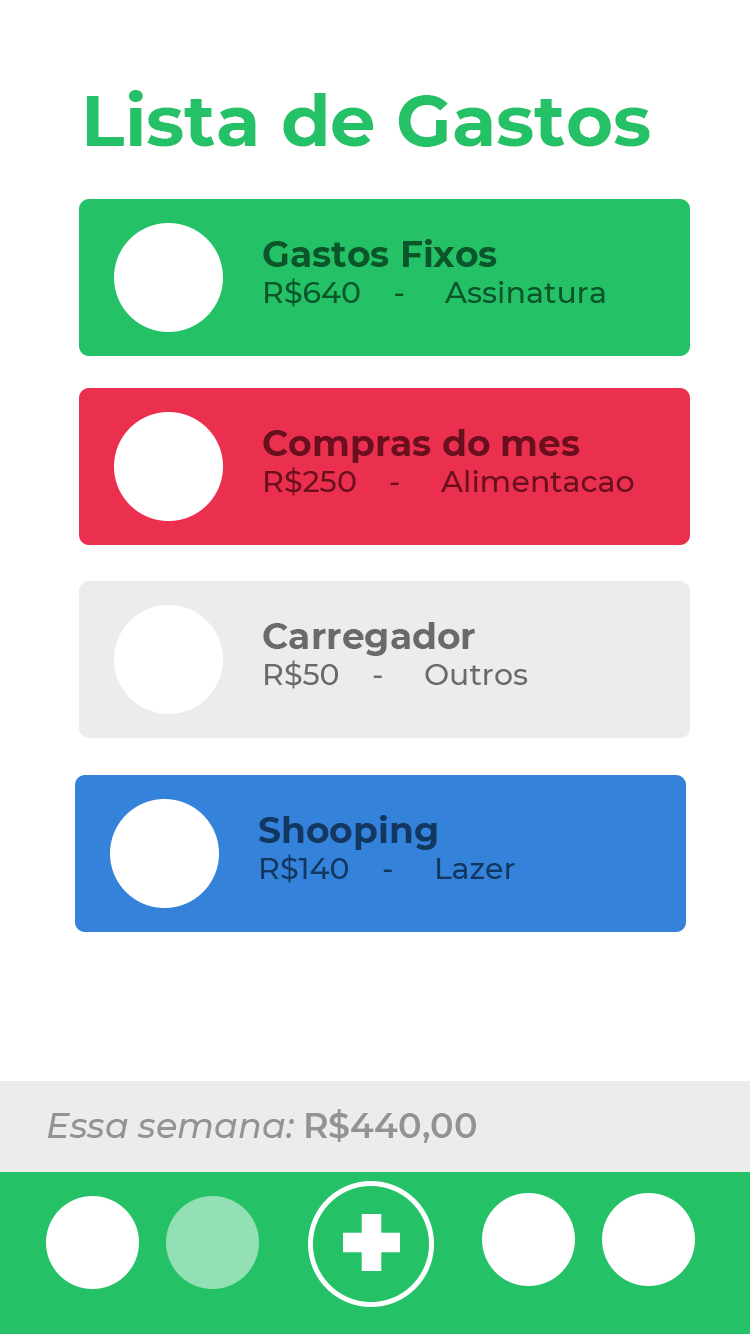 Lista de Gastos
Gastos Fixos
R$640 - Assinatura
Compras do mes
R$250 - Alimentacao
Carregador
R$50 - Outros
Shooping
R$140 - Lazer
Essa semana: R$440,00